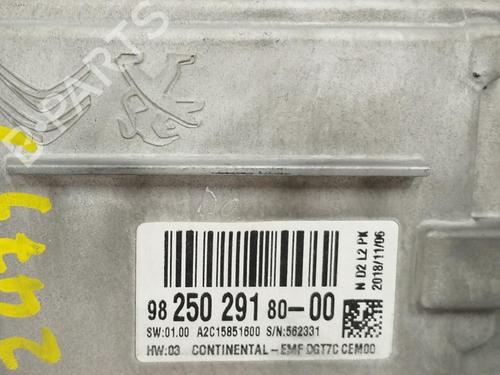 B-PARTS
N D2 L2 PK
2018/11/06
98 250 291 80-00
SW:01.00 A2C15851600 S/N:562331
HW:03 CONTINENTAL-EMF DGT7C CEM00